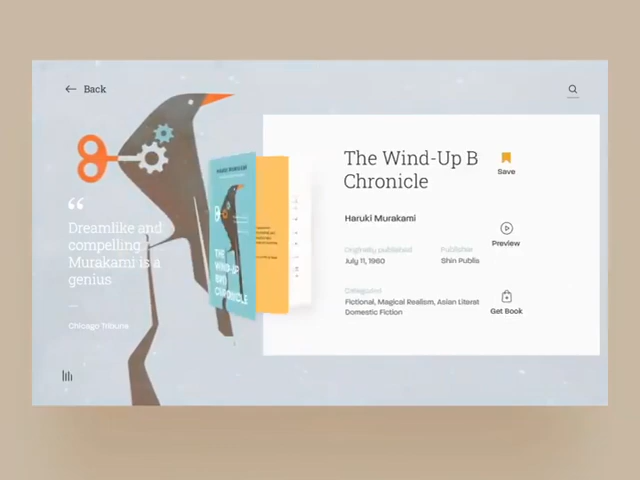 Back
The Wind-Up B
Chronicle
Save
Haruki Murakami
Preview
Originally published
Publisher
July 11, 1960
Shin Publis
Categories
Fictional, Magical Realism, Asian Literat
Domestic Fiction
Get Book
“
Dreamlike and
compelling.
Murakami is a
genius
—
Chicago Tribune
THE
WIND-UP
BIRD
CHRONICLE